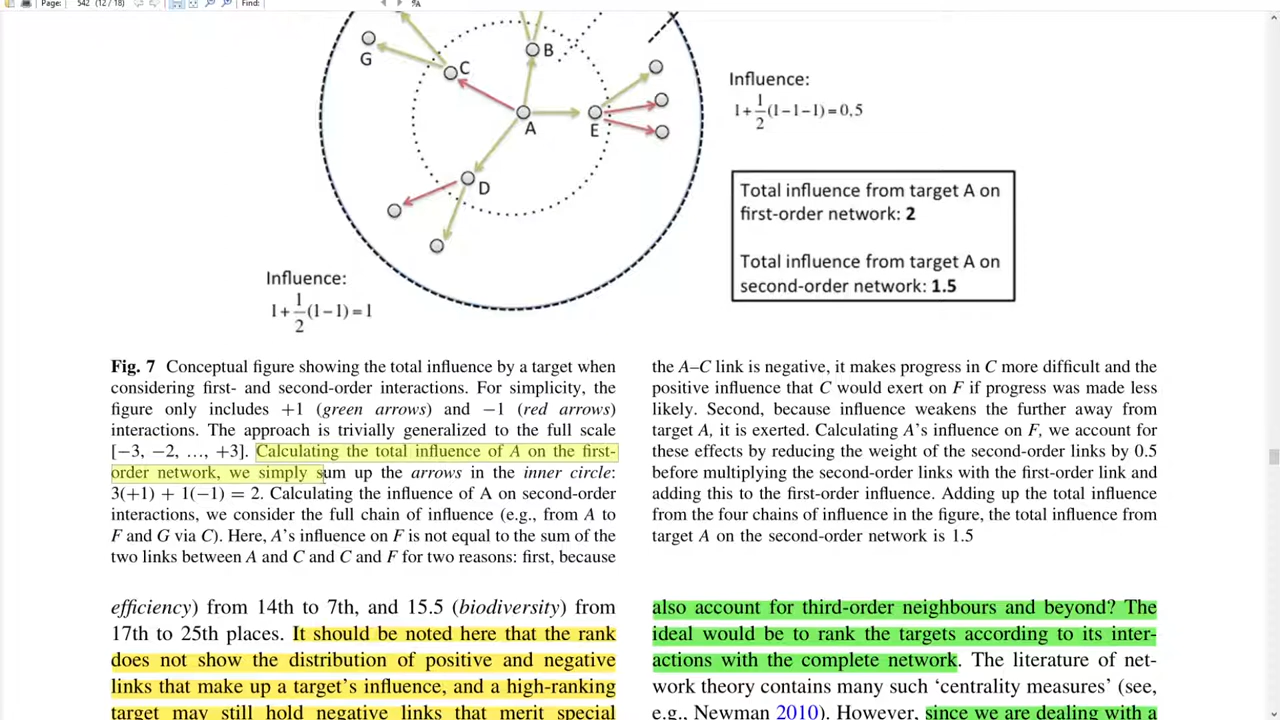 Page: 542 (12 / 18) Find:
B
G
C
Influence:
1+1/2(1−1−1)=0,5
A
E
D
Total influence from target A on
first-order network: 2
Total influence from target A on
second-order network: 1.5
Influence:
1+1/2(1−1)=1
Fig. 7 Conceptual figure showing the total influence by a target when
considering first- and second-order interactions. For simplicity, the
figure only includes +1 (green arrows) and −1 (red arrows)
interactions. The approach is trivially generalized to the full scale
[−3, −2, …, +3]. Calculating the total influence of A on the first-
order network, we simply sum up the arrows in the inner circle:
3(+1) + 1(−1) = 2. Calculating the influence of A on second-order
interactions, we consider the full chain of influence (e.g., from A to
F and G via C). Here, A's influence on F is not equal to the sum of the
two links between A and C and C and F for two reasons: first, because
the A–C link is negative, it makes progress in C more difficult and the
positive influence that C would exert on F if progress was made less
likely. Second, because influence weakens the further away from
target A, it is exerted. Calculating A's influence on F, we account for
these effects by reducing the weight of the second-order links by 0.5
before multiplying the second-order links with the first-order link and
adding this to the first-order influence. Adding up the total influence
from the four chains of influence in the figure, the total influence from
target A on the second-order network is 1.5
efficiency) from 14th to 7th, and 15.5 (biodiversity) from
17th to 25th places. It should be noted here that the rank
does not show the distribution of positive and negative
links that make up a target's influence, and a high-ranking
target may still hold negative links that merit special
also account for third-order neighbours and beyond? The
ideal would be to rank the targets according to its inter-
actions with the complete network. The literature of net-
work theory contains many such 'centrality measures' (see,
e.g., Newman 2010). However, since we are dealing with a